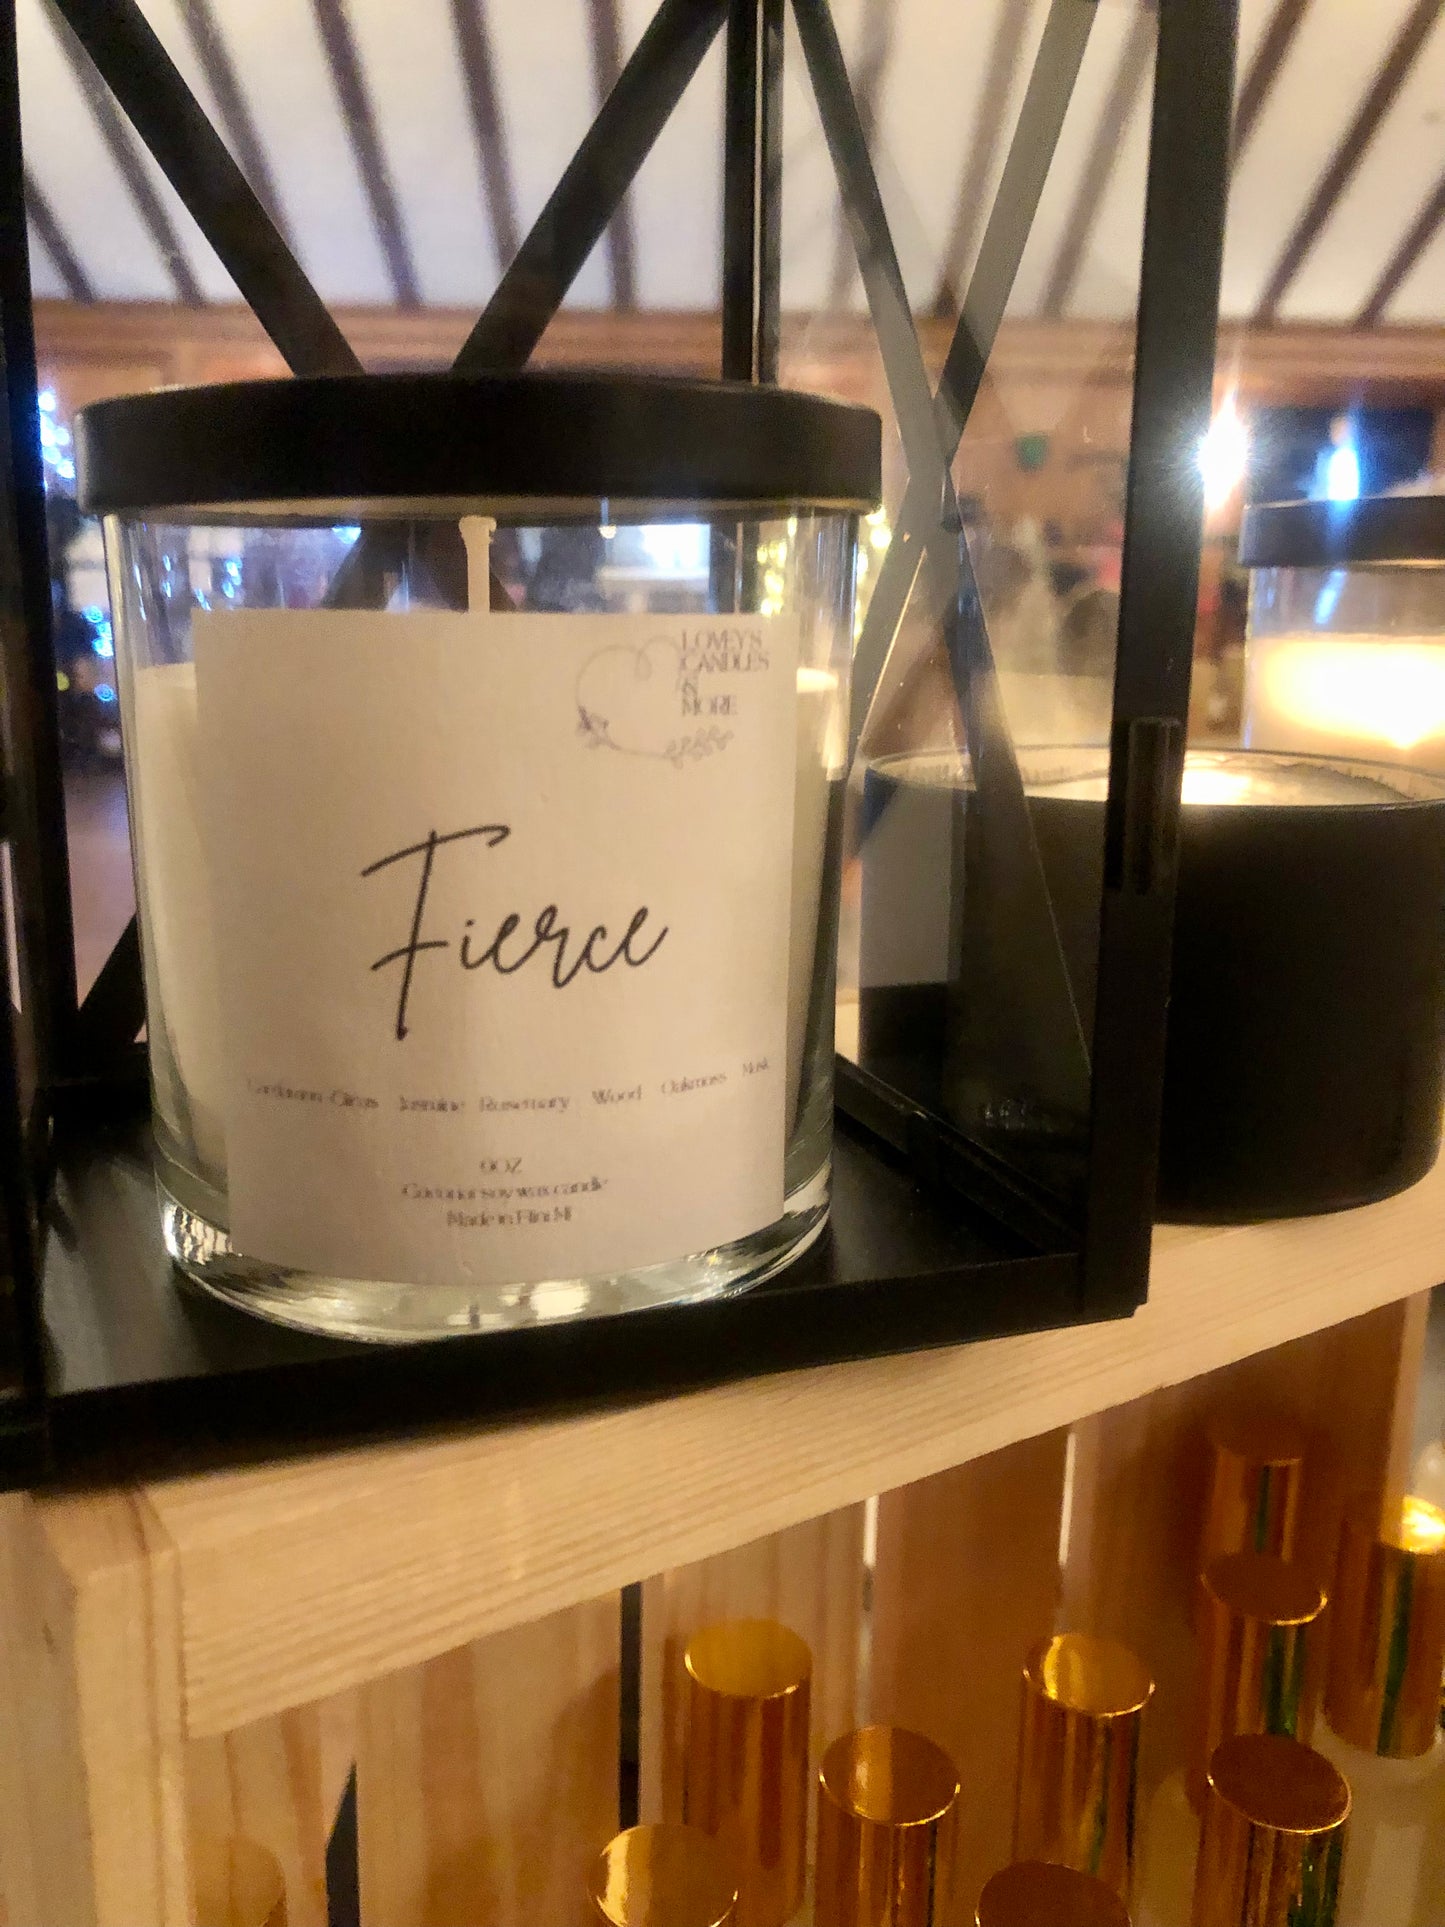 LOVEY'S
CANDLES
&
MORE
Fierce
Cardamom Citrus Jasmine Rosemary Wood Oakmoss Musk
9OZ
Coconut soy wax candle
Made in Flint MI